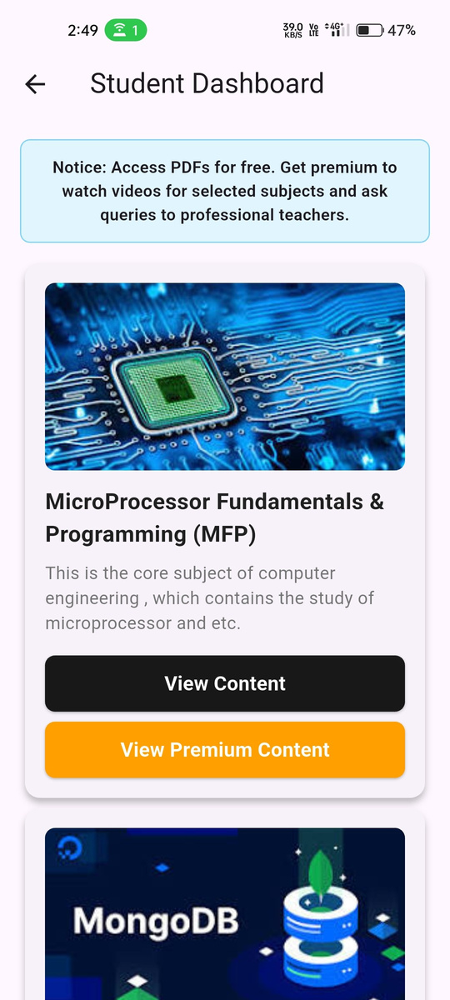 2:49 1 39.0 KB/S Vo LTE 4G+ 47%
Student Dashboard
Notice: Access PDFs for free. Get premium to
watch videos for selected subjects and ask
queries to professional teachers.
MicroProcessor Fundamentals &
Programming (MFP)
This is the core subject of computer
engineering , which contains the study of
microprocessor and etc.
View Content
View Premium Content
MongoDB